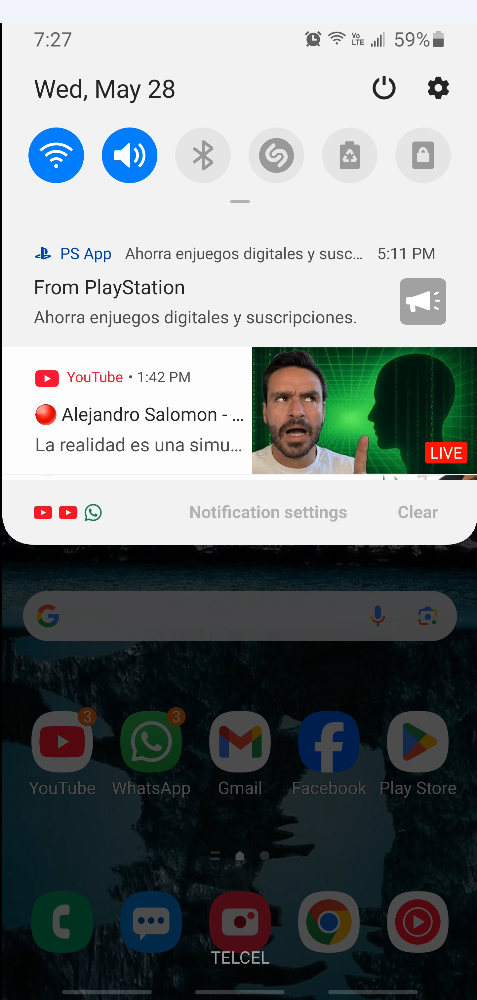 7:27
Vo
LTE
59%
Wed, May 28
PS App Ahorra enjuegos digitales y susc... 5:11 PM
From PlayStation
Ahorra enjuegos digitales y suscripciones.
YouTube • 1:42 PM
Alejandro Salomon - ...
La realidad es una simu...
LIVE
Notification settings Clear
3 3
YouTube WhatsApp Gmail Facebook Play Store
TELCEL